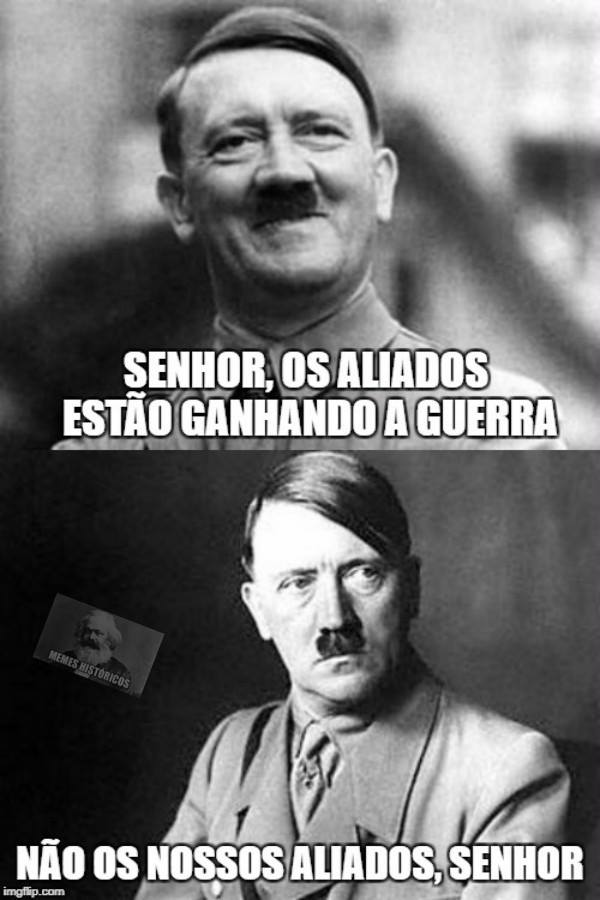 SENHOR, OS ALIADOS
ESTÃO GANHANDO A GUERRA
MEMES HISTÓRICOS
NÃO OS NOSSOS ALIADOS, SENHOR
imgflip.com